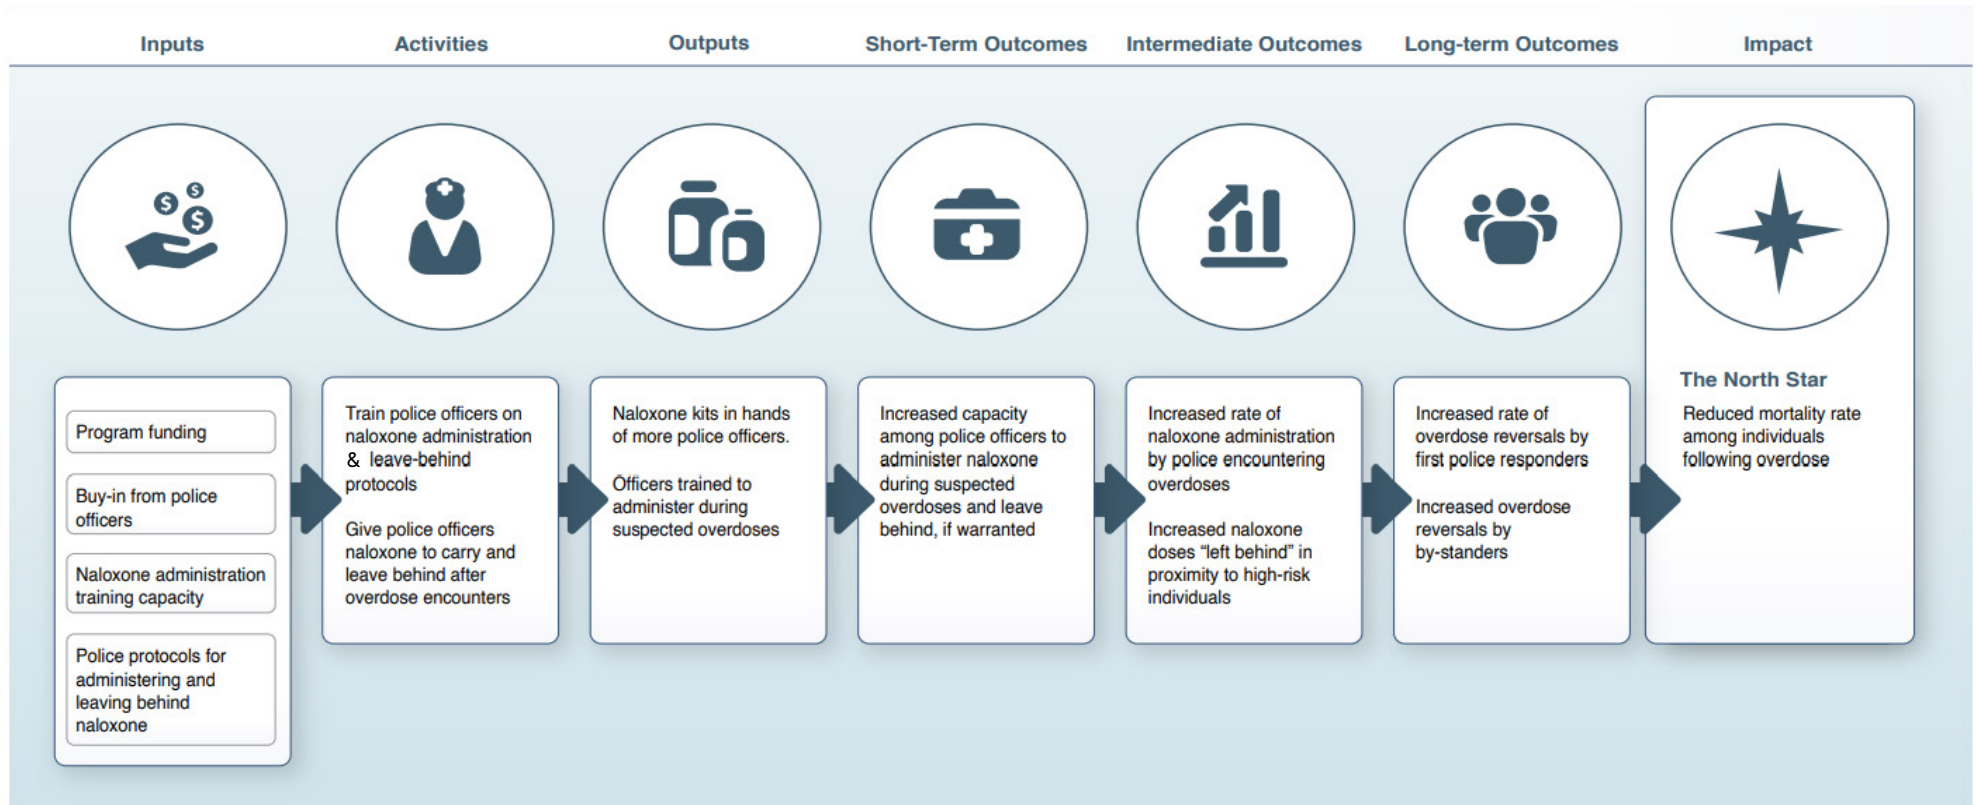 Inputs
Activities
Outputs
Short-Term Outcomes
Intermediate Outcomes
Long-term Outcomes
Impact
$
$
$
Program funding
Buy-in from police
officers
Naloxone administration
training capacity
Police protocols for
administering and
leaving behind
naloxone
Train police officers on
naloxone administration
& leave-behind
protocols
Give police officers
naloxone to carry and
leave behind after
overdose encounters
Naloxone kits in hands
of more police officers.
Officers trained to
administer during
suspected overdoses
Increased capacity
among police officers to
administer naloxone
during suspected
overdoses and leave
behind, if warranted
Increased rate of
naloxone administration
by police encountering
overdoses
Increased naloxone
doses “left behind” in
proximity to high-risk
individuals
Increased rate of
overdose reversals by
first police responders
Increased overdose
reversals by
by-standers
The North Star
Reduced mortality rate
among individuals
following overdose